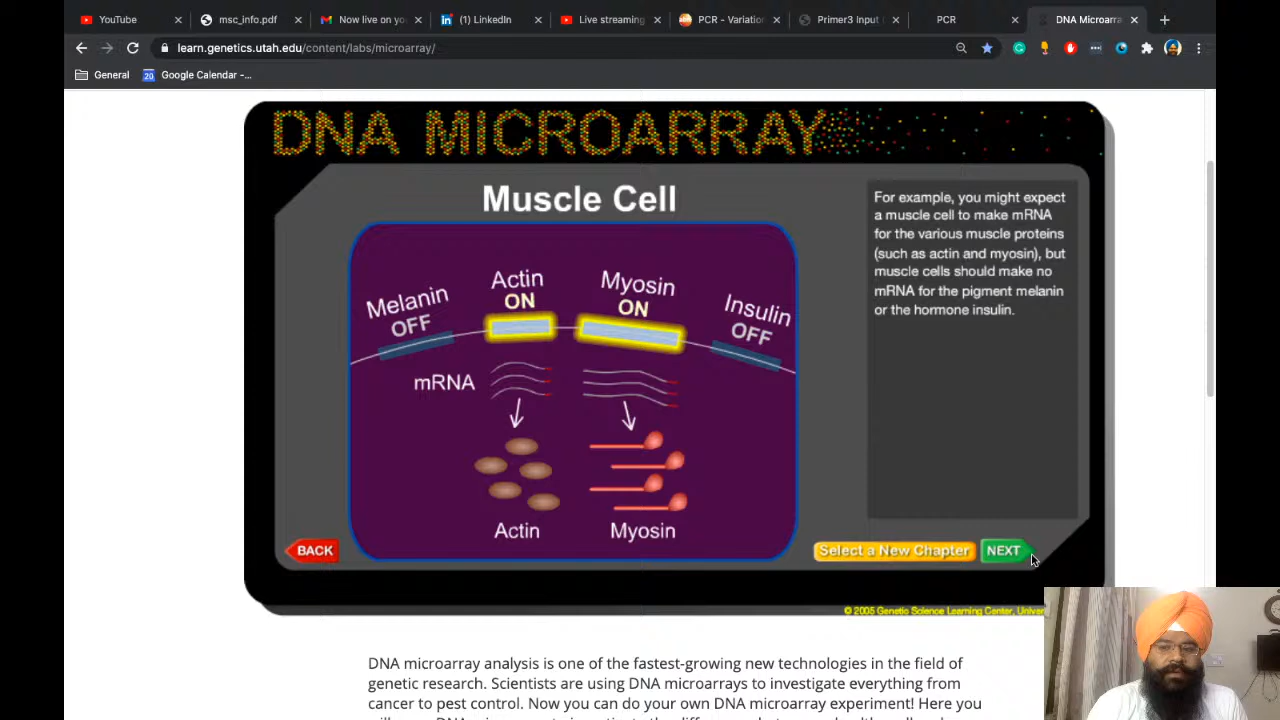 YouTube
msc_info.pdf
Now live on yo
(1) LinkedIn
Live streaming
PCR - Variation
Primer3 Input
PCR
DNA Microarra
learn.genetics.utah.edu/content/labs/microarray/
General
20
Google Calendar -...
DNA MICROARRAY
Muscle Cell
Melanin
OFF
Actin
ON
Myosin
ON
Insulin
OFF
mRNA
Actin
Myosin
For example, you might expect
a muscle cell to make mRNA
for the various muscle proteins
(such as actin and myosin), but
muscle cells should make no
mRNA for the pigment melanin
or the hormone insulin.
BACK
Select a New Chapter
NEXT
© 2005 Genetic Science Learning Center, Univer
DNA microarray analysis is one of the fastest-growing new technologies in the field of
genetic research. Scientists are using DNA microarrays to investigate everything from
cancer to pest control. Now you can do your own DNA microarray experiment! Here you